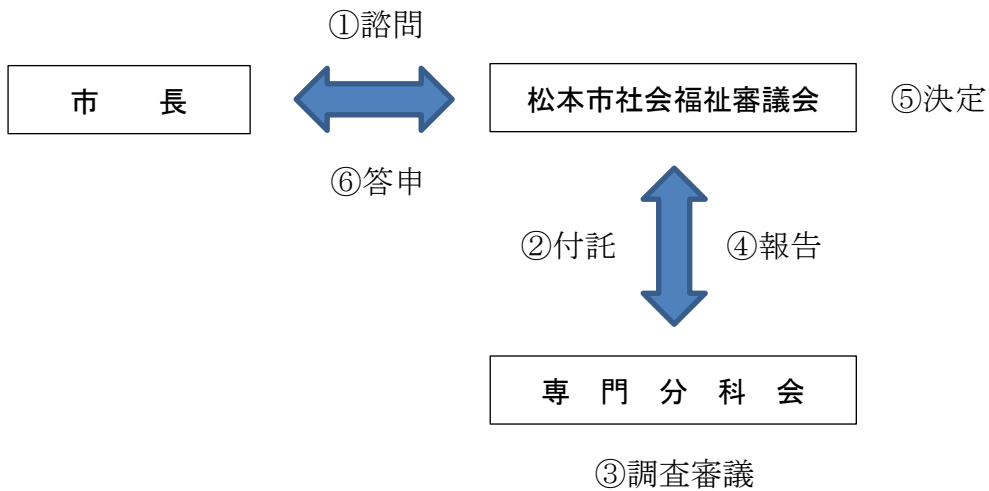 ①諮問
市　　長
松本市社会福祉審議会
⑤決定
⑥答申
②付託
④報告
専　門　分　科　会
③調査審議